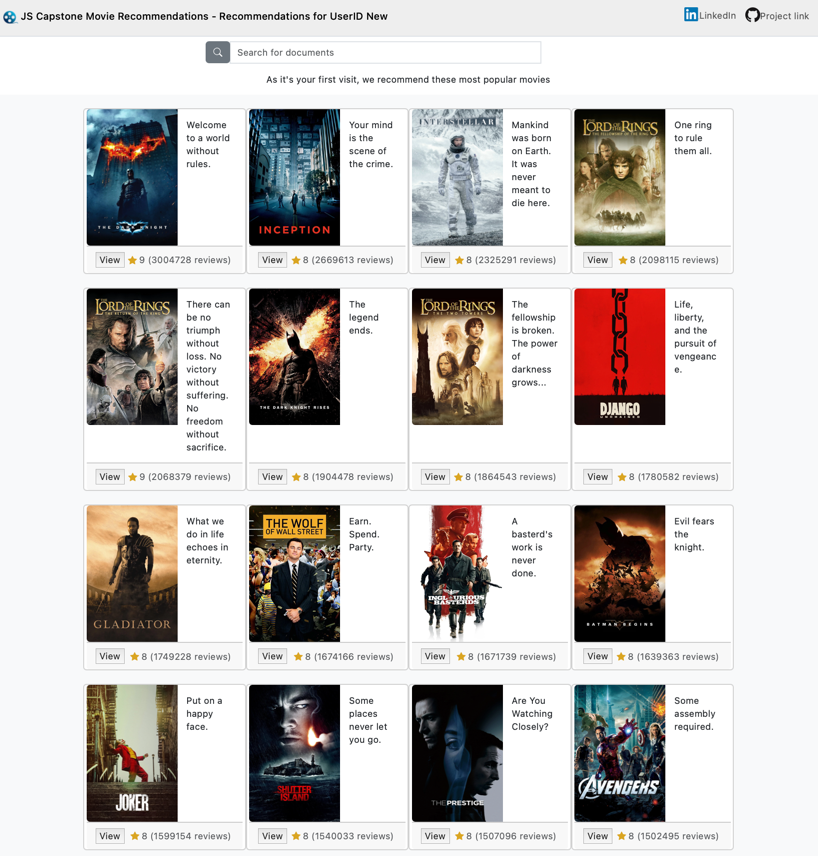 JS Capstone Movie Recommendations - Recommendations for UserID New
LinkedIn
Project link
Search for documents
As it's your first visit, we recommend these most popular movies
THE DARK KNIGHT
Welcome
to a world
without
rules.
View
9 (3004728 reviews)
INCEPTION
Your mind
is the
scene of
the crime.
View
8 (2669613 reviews)
INTERSTELLAR
Mankind
was born
on Earth.
It was
never
meant to
die here.
View
8 (2325291 reviews)
THE LORD OF THE RINGS
THE FELLOWSHIP OF THE RING
One ring
to rule
them all.
View
8 (2098115 reviews)
THE LORD OF THE RINGS
THE RETURN OF THE KING
There can
be no
triumph
without
loss. No
victory
without
suffering.
No
freedom
without
sacrifice.
View
9 (2068379 reviews)
THE DARK KNIGHT RISES
The
legend
ends.
View
8 (1904478 reviews)
THE LORD OF THE RINGS
THE TWO TOWERS
The
fellowship
is broken.
The power
of
darkness
grows...
View
8 (1864543 reviews)
DJANGO
UNCHAINED
Life,
liberty,
and the
pursuit of
vengeanc
e.
View
8 (1780582 reviews)
GLADIATOR
What we
do in life
echoes in
eternity.
View
8 (1749228 reviews)
THE WOLF
OF WALL STREET
Earn.
Spend.
Party.
View
8 (1674166 reviews)
INGLOURIOUS
BASTERDS
A
basterd's
work is
never
done.
View
8 (1671739 reviews)
BATMAN BEGINS
Evil fears
the
knight.
View
8 (1639363 reviews)
JOKER
Put on a
happy
face.
View
8 (1599154 reviews)
SHUTTER
ISLAND
Some
places
never let
you go.
View
8 (1540033 reviews)
THE PRESTIGE
Are You
Watching
Closely?
View
8 (1507096 reviews)
AVENGERS
Some
assembly
required.
View
8 (1502495 reviews)